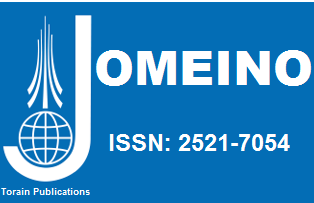 JOMEINO
ISSN: 2521-7054
Torain Publications